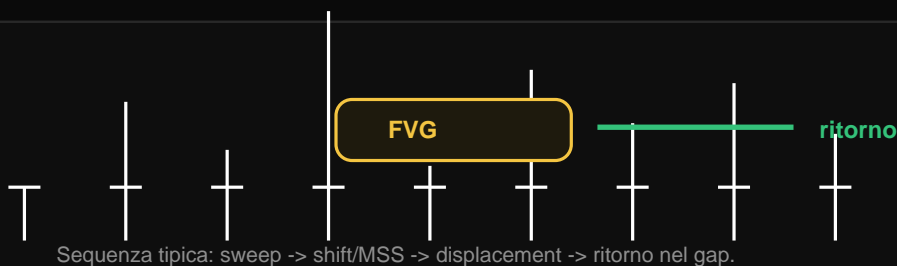 FVG
ritorno
Sequenza tipica: sweep -> shift/MSS -> displacement -> ritorno nel gap.